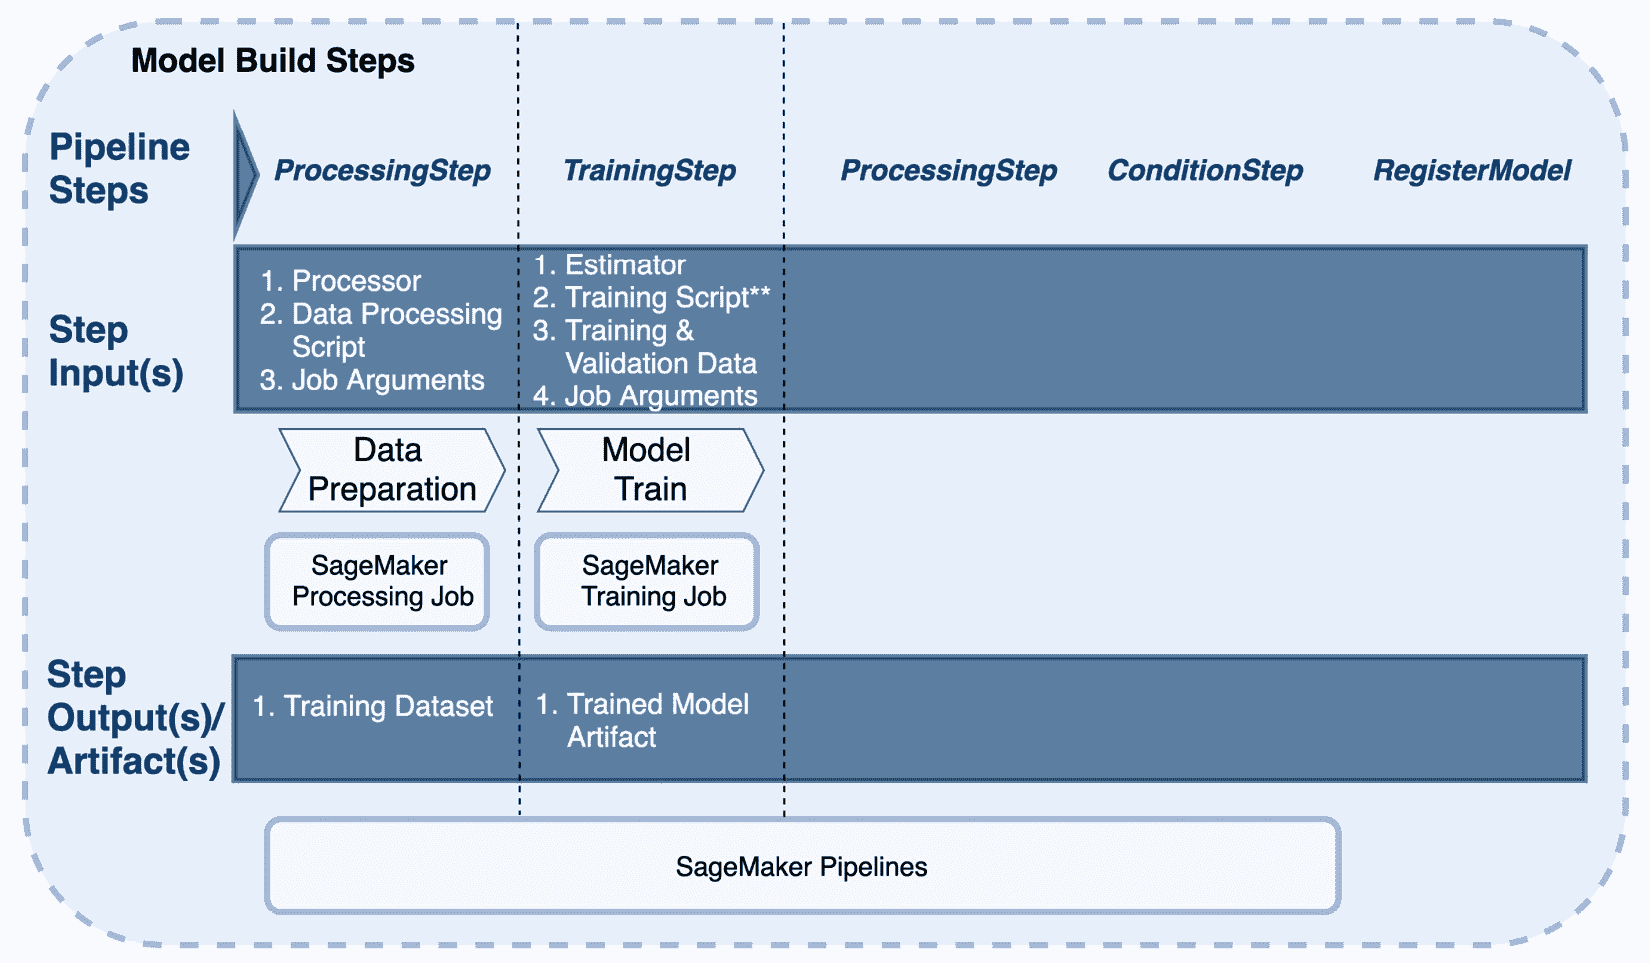 Model Build Steps
Pipeline
Steps
ProcessingStep
TrainingStep
ProcessingStep
ConditionStep
RegisterModel
Step
Input(s)
1. Processor
2. Data Processing
Script
3. Job Arguments
1. Estimator
2. Training Script**
3. Training &
Validation Data
4. Job Arguments
Data
Preparation
Model
Train
SageMaker
Processing Job
SageMaker
Training Job
Step
Output(s)/
Artifact(s)
1. Training Dataset
1. Trained Model
Artifact
SageMaker Pipelines